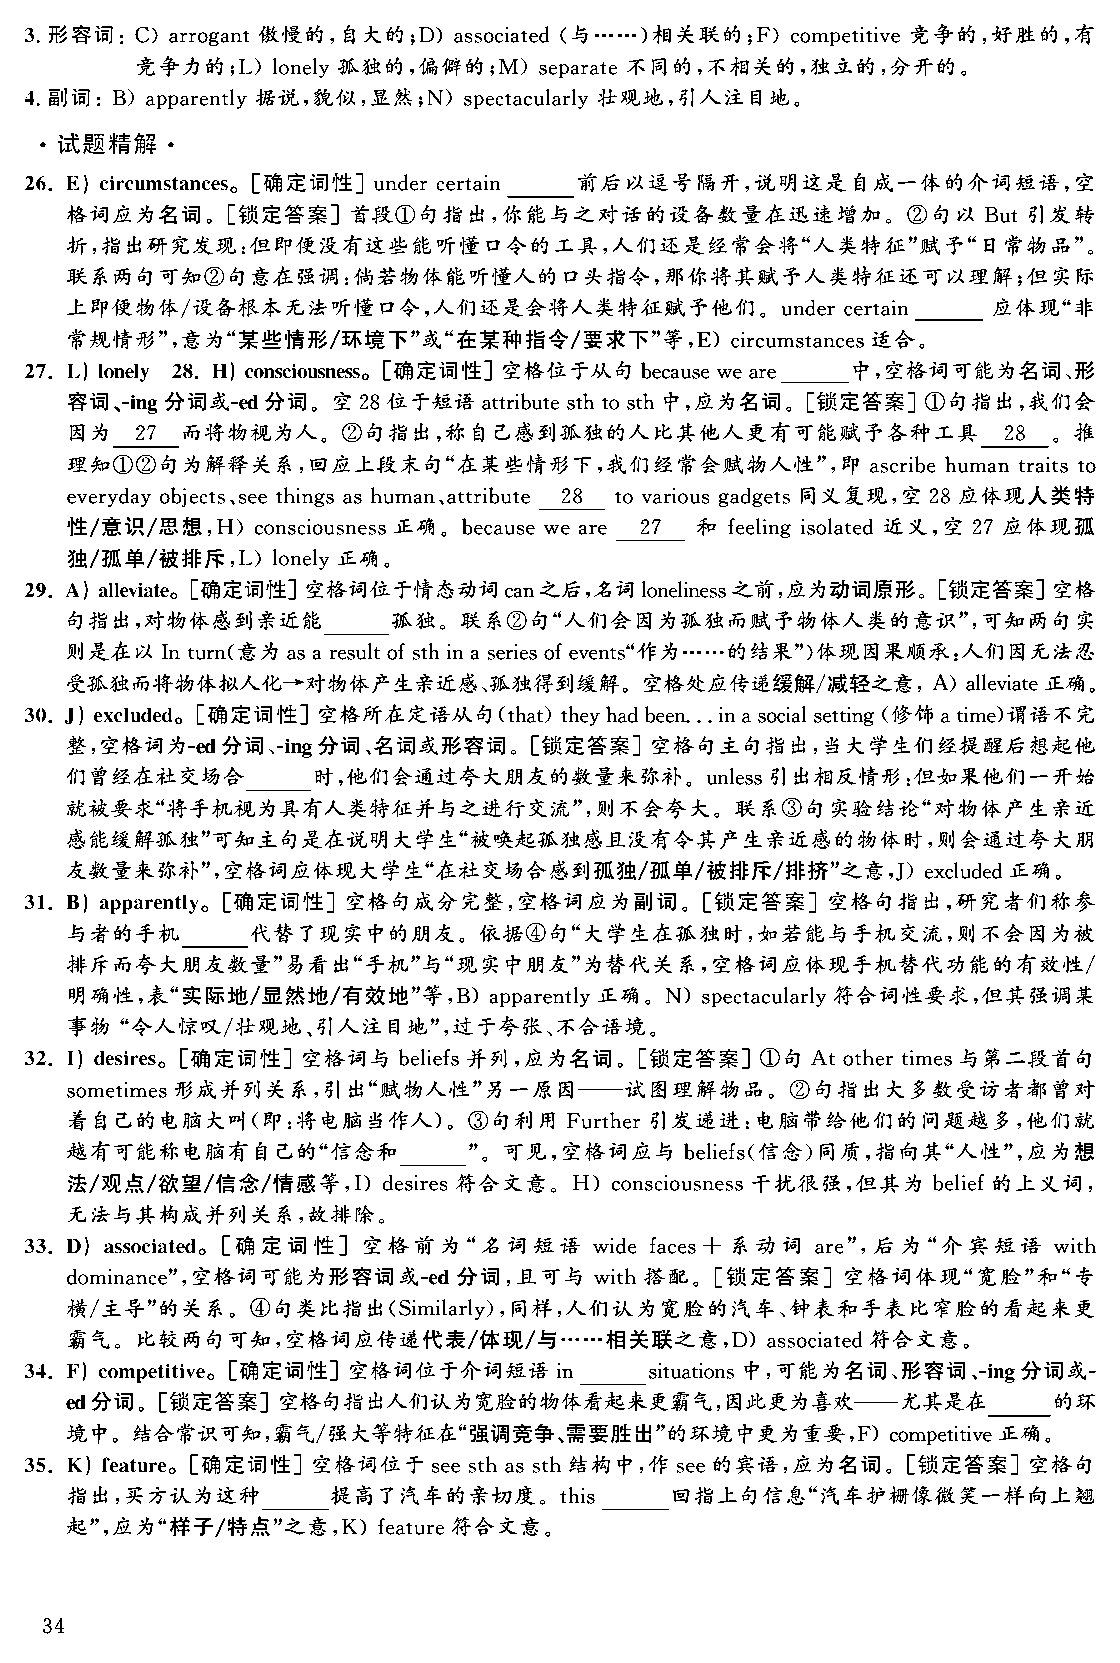 3. 形容词: C) arrogant 傲慢的,自大的;D) associated (与……)相关联的;F) competitive 竞争的,好胜的,有
竞争力的;L) lonely 孤独的,偏僻的;M) separate 不同的,不相关的,独立的,分开的。
4. 副词: B) apparently 据说,貌似,显然;N) spectacularly 壮观地,引人注目地。
·试题精解·
26. E) circumstances。[确定词性] under certain ______ 前后以逗号隔开,说明这是自成一体的介词短语,空
格词应为名词。[锁定答案] 首段①句指出,你能与之对话的设备数量在迅速增加。②句以 But 引发转
折,指出研究发现:但即便没有这些能听懂口令的工具,人们还是经常会将“人类特征”赋予“日常物品”。
联系两句可知②句意在强调:倘若物体能听懂人的口头指令,那你将其赋予人类特征还可以理解;但实际
上即便物体/设备根本无法听懂口令,人们还是会将人类特征赋予他们。under certain ______ 应体现“非
常规情形”,意为“某些情形/环境下”或“在某种指令/要求下”等,E) circumstances 适合。
27. L) lonely 28. H) consciousness。[确定词性] 空格位于从句 because we are ______ 中,空格词可能为名词、形
容词、-ing 分词或-ed 分词。空 28 位于短语 attribute sth to sth 中,应为名词。[锁定答案] ①句指出,我们会
因为 27 而将物视为人。②句指出,称自己感到孤独的人比其他人更有可能赋予各种工具 28 。推
理知①②句为解释关系,回应上段末句“在某些情形下,我们经常会赋物人性”,即 ascribe human traits to
everyday objects、see things as human、attribute 28 to various gadgets 同义复现,空 28 应体现人类特
性/意识/思想,H) consciousness 正确。because we are 27 和 feeling isolated 近义,空 27 应体现孤
独/孤单/被排斥,L) lonely 正确。
29. A) alleviate。[确定词性] 空格词位于情态动词 can 之后,名词 loneliness 之前,应为动词原形。[锁定答案] 空格
句指出,对物体感到亲近能 ______ 孤独。联系②句“人们会因为孤独而赋予物体人类的意识”,可知两句实
则是在以 In turn(意为 as a result of sth in a series of events“作为……的结果”)体现因果顺承:人们因无法忍
受孤独而将物体拟人化→对物体产生亲近感、孤独得到缓解。空格处应传递缓解/减轻之意, A) alleviate 正确。
30. J) excluded。[确定词性] 空格所在定语从句 (that) they had been... in a social setting (修饰 a time)谓语不完
整,空格词为-ed 分词、-ing 分词、名词或形容词。[锁定答案] 空格句主句指出,当大学生们经提醒后想起他
们曾经在社交场合 ______ 时,他们会通过夸大朋友的数量来弥补。unless 引出相反情形:但如果他们一开始
就被要求“将手机视为具有人类特征并与之进行交流”,则不会夸大。联系③句实验结论“对物体产生亲近
感能缓解孤独”可知主句是在说明大学生“被唤起孤独感且没有令其产生亲近感的物体时,则会通过夸大朋
友数量来弥补”,空格词应体现大学生“在社交场合感到孤独/孤单/被排斥/排挤”之意,J) excluded 正确。
31. B) apparently。[确定词性] 空格句成分完整,空格词应为副词。[锁定答案] 空格句指出,研究者们称参
与者的手机 ______ 代替了现实中的朋友。依据④句“大学生在孤独时,如若能与手机交流,则不会因为被
排斥而夸大朋友数量”易看出“手机”与“现实中朋友”为替代关系,空格词应体现手机替代功能的有效性/
明确性,表“实际地/显然地/有效地”等,B) apparently 正确。N) spectacularly 符合词性要求,但其强调某
事物 “令人惊叹/壮观地、引人注目地”,过于夸张、不合语境。
32. I) desires。[确定词性] 空格词与 beliefs 并列,应为名词。[锁定答案] ①句 At other times 与第二段首句
sometimes 形成并列关系,引出“赋物人性”另一原因——试图理解物品。②句指出大多数受访者都曾对
着自己的电脑大叫(即:将电脑当作人)。③句利用 Further 引发递进:电脑带给他们的问题越多,他们就
越有可能称电脑有自己的“信念和 ______ ”。可见,空格词应与 beliefs(信念)同质,指向其“人性”,应为想
法/观点/欲望/信念/情感等,I) desires 符合文意。H) consciousness 干扰很强,但其为 belief 的上义词,
无法与其构成并列关系,故排除。
33. D) associated。[确定词性] 空格前为“名词短语 wide faces＋系动词 are”,后为“介宾短语 with
dominance”,空格词可能为形容词或-ed 分词,且可与 with 搭配。[锁定答案] 空格词体现“宽脸”和“专
横/主导”的关系。④句类比指出(Similarly),同样,人们认为宽脸的汽车、钟表和手表比窄脸的看起来更
霸气。比较两句可知,空格词应传递代表/体现/与……相关联之意,D) associated 符合文意。
34. F) competitive。[确定词性] 空格词位于介词短语 in ______ situations 中,可能为名词、形容词、-ing 分词或-
ed 分词。[锁定答案] 空格句指出人们认为宽脸的物体看起来更霸气,因此更为喜欢——尤其是在 ______ 的环
境中。结合常识可知,霸气/强大等特征在“强调竞争、需要胜出”的环境中更为重要,F) competitive 正确。
35. K) feature。[确定词性] 空格词位于 see sth as sth 结构中,作 see 的宾语,应为名词。[锁定答案] 空格句
指出,买方认为这种 ______ 提高了汽车的亲切度。this ______ 回指上句信息“汽车护栅像微笑一样向上翘
起”,应为“样子/特点”之意,K) feature 符合文意。
34